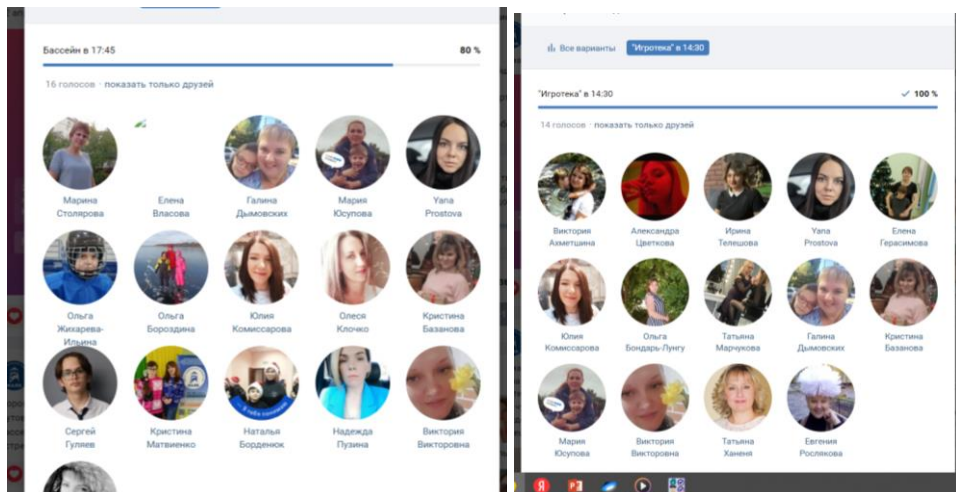 Бассейн в 17:45 80 %
16 голосов · показать только друзей
Марина Столярова
Елена Власова
Галина Дымовских
Мария Юсупова
Yana Prostova
Ольга Жихарева-Ильина
Ольга Бороздина
Юлия Комиссарова
Олеся Клочко
Кристина Базанова
Сергей Гуляев
Кристина Матвиенко
Наталья Борденюк
Надежда Пузина
Виктория Викторовна
Все варианты "Игротека" в 14:30
"Игротека" в 14:30 100 %
14 голосов · показать только друзей
Виктория Ахметшина
Александра Цветкова
Ирина Телешова
Yana Prostova
Елена Герасимова
Юлия Комиссарова
Ольга Бондарь-Лунгу
Татьяна Марчукова
Галина Дымовских
Кристина Базанова
Мария Юсупова
Виктория Викторовна
Татьяна Ханеня
Евгения Рослякова